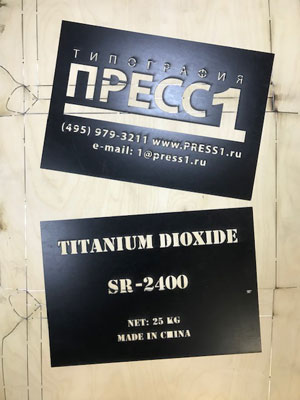 ТИПОГРАФИЯ
ПРЕСС1
(495) 979-3211 www.PRESS1.ru
e-mail: 1@press1.ru
TITANIUM DIOXIDE
SR-2400
NET: 25 KG
MADE IN CHINA